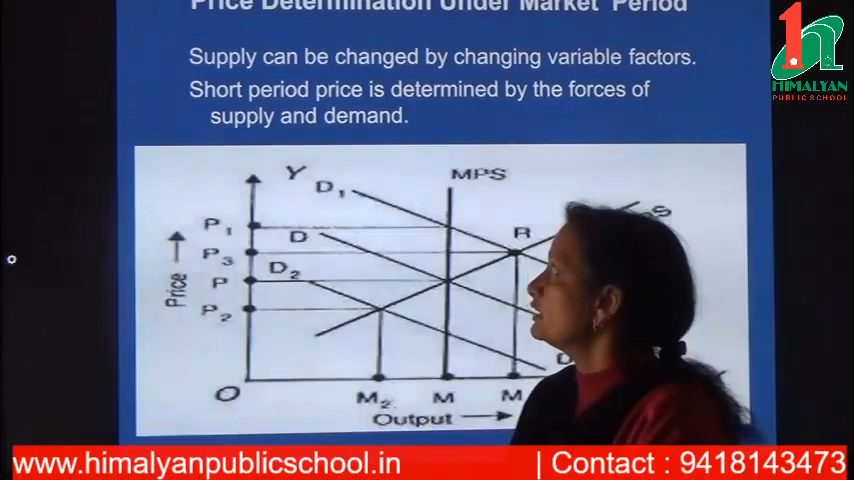 Price Determination Under Market Period
Supply can be changed by changing variable factors.
Short period price is determined by the forces of
supply and demand.
1h
HIMALYAN
PUBLIC SCHOOL
Y
D1
MPS
P1
D
R
P3
D2
P
P2
Price
O
M2
M
M
Output
www.himalyanpublicschool.in
| Contact : 9418143473